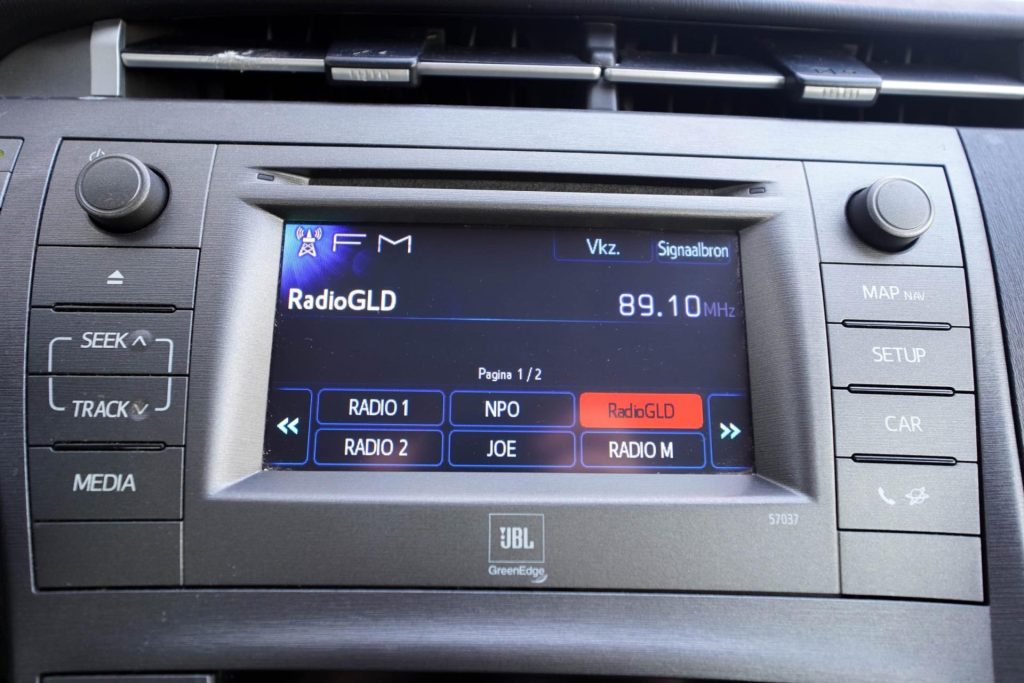 FM
Vkz.
Signaalbron
RadioGLD
89.10MHz
Pagina 1/2
RADIO 1
NPO
RadioGLD
RADIO 2
JOE
RADIO M
SEEK
TRACK
MEDIA
MAP NAV
SETUP
CAR
57037
JBL
GreenEdge